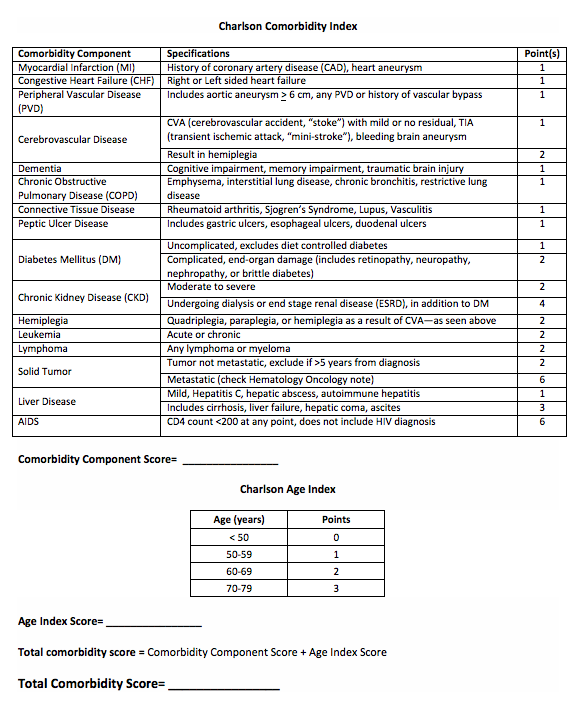 Charlson Comorbidity Index
Comorbidity Component Specifications Point(s)
Myocardial Infarction (MI) History of coronary artery disease (CAD), heart aneurysm 1
Congestive Heart Failure (CHF) Right or Left sided heart failure 1
Peripheral Vascular Disease (PVD) Includes aortic aneurysm ≥ 6 cm, any PVD or history of vascular bypass 1
Cerebrovascular Disease
CVA (cerebrovascular accident, “stoke”) with mild or no residual, TIA 1
(transient ischemic attack, “mini-stroke”), bleeding brain aneurysm
Result in hemiplegia 2
Dementia Cognitive impairment, memory impairment, traumatic brain injury 1
Chronic Obstructive Emphysema, interstitial lung disease, chronic bronchitis, restrictive lung 1
Pulmonary Disease (COPD) disease
Connective Tissue Disease Rheumatoid arthritis, Sjogren’s Syndrome, Lupus, Vasculitis 1
Peptic Ulcer Disease Includes gastric ulcers, esophageal ulcers, duodenal ulcers 1
Diabetes Mellitus (DM)
Uncomplicated, excludes diet controlled diabetes 1
Complicated, end-organ damage (includes retinopathy, neuropathy, 2
nephropathy, or brittle diabetes)
Chronic Kidney Disease (CKD)
Moderate to severe 2
Undergoing dialysis or end stage renal disease (ESRD), in addition to DM 4
Hemiplegia Quadriplegia, paraplegia, or hemiplegia as a result of CVA—as seen above 2
Leukemia Acute or chronic 2
Lymphoma Any lymphoma or myeloma 2
Solid Tumor
Tumor not metastatic, exclude if >5 years from diagnosis 2
Metastatic (check Hematology Oncology note) 6
Liver Disease
Mild, Hepatitis C, hepatic abscess, autoimmune hepatitis 1
Includes cirrhosis, liver failure, hepatic coma, ascites 3
AIDS CD4 count <200 at any point, does not include HIV diagnosis 6
Comorbidity Component Score= ________________
Charlson Age Index
Age (years) Points
< 50 0
50-59 1
60-69 2
70-79 3
Age Index Score= ________________
Total comorbidity score = Comorbidity Component Score + Age Index Score
Total Comorbidity Score= ________________